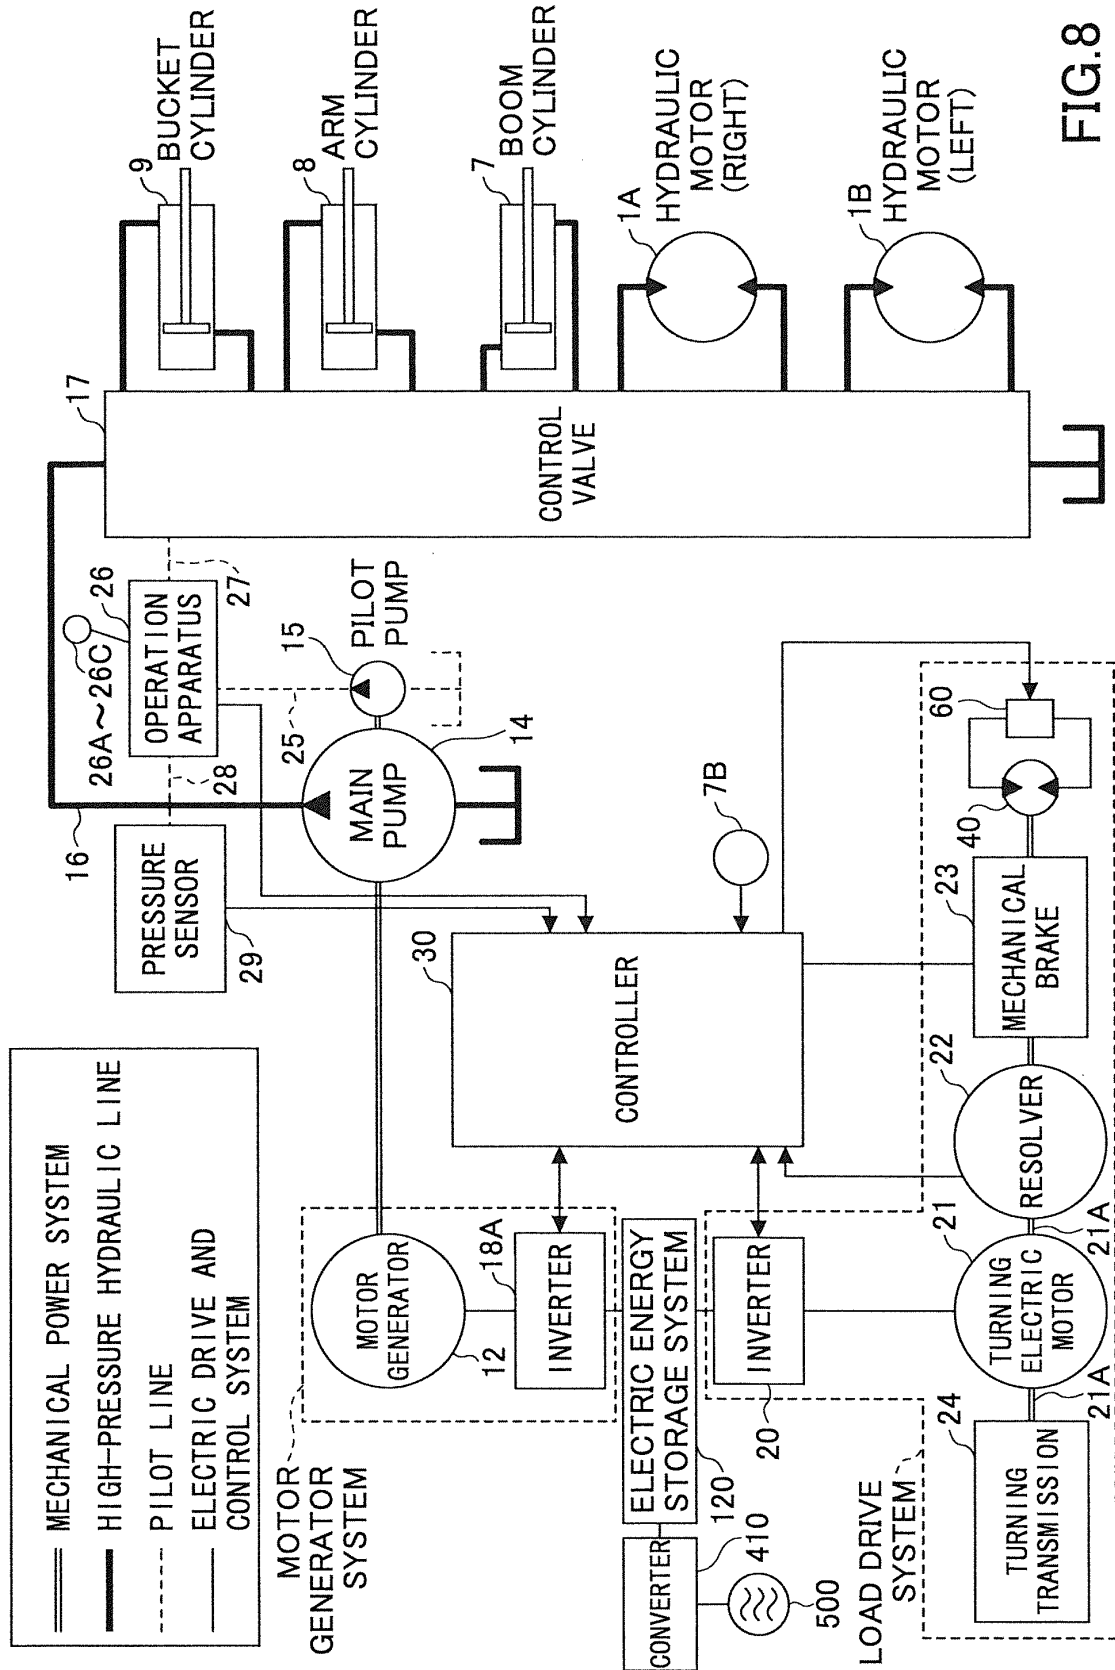 MECHANICAL POWER SYSTEM
HIGH-PRESSURE HYDRAULIC LINE
PILOT LINE
ELECTRIC DRIVE AND
CONTROL SYSTEM
PRESSURE
SENSOR
29
16
28
26A~26C
OPERATION
APPARATUS
26
27
25
15
PILOT
PUMP
MAIN
PUMP
14
17
CONTROL
VALVE
9
BUCKET
CYLINDER
8
ARM
CYLINDER
7
BOOM
CYLINDER
1A
HYDRAULIC
MOTOR
(RIGHT)
1B
HYDRAULIC
MOTOR
(LEFT)
MOTOR
GENERATOR
SYSTEM
MOTOR
GENERATOR
12
18A
INVERTER
30
CONTROLLER
7B
ELECTRIC ENERGY
STORAGE SYSTEM
120
CONVERTER
410
500
INVERTER
20
LOAD DRIVE
SYSTEM
24
TURNING
TRANSMISSION
21A
21
TURNING
ELECTRIC
MOTOR
21A
22
RESOLVER
23
MECHANICAL
BRAKE
40
60
FIG.8